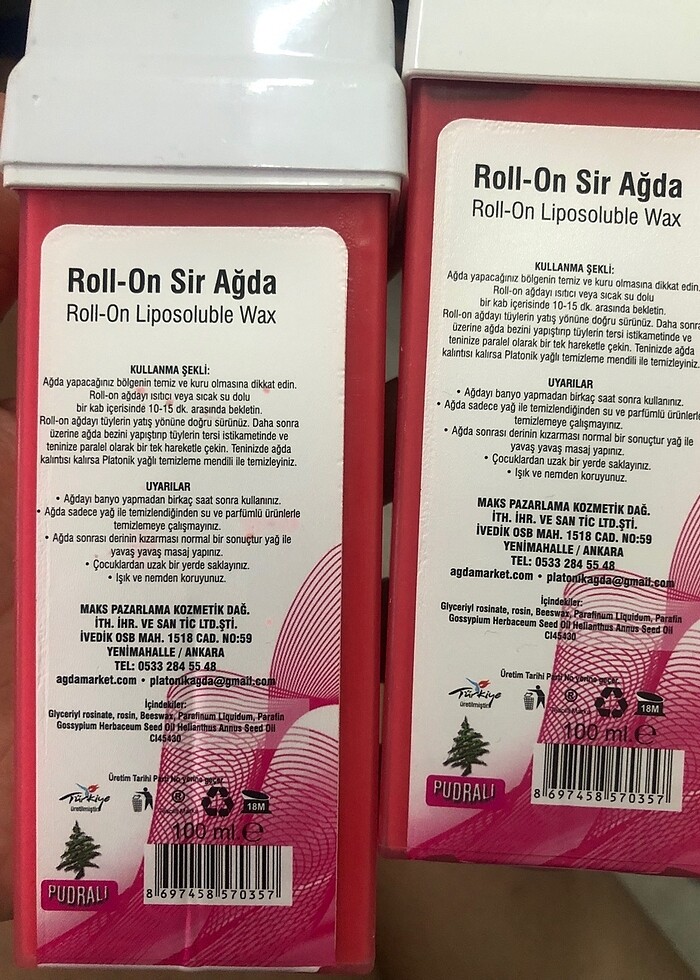 Roll-On Sir Ağda
Roll-On Liposoluble Wax
KULLANMA ŞEKLİ:
Ağda yapacağınız bölgenin temiz ve kuru olmasına dikkat edin.
Roll-on ağdayı ısıtıcı veya sıcak su dolu
bir kab içerisinde 10-15 dk. arasında bekletin.
Roll-on ağdayı tüylerin yatış yönüne doğru sürünüz. Daha sonra
üzerine ağda bezini yapıştırıp tüylerin tersi istikametinde ve
teninize paralel olarak bir tek hareketle çekin. Teninizde ağda
kalıntısı kalırsa Platonik yağlı temizleme mendili ile temizleyiniz.
UYARILAR
• Ağdayı banyo yapmadan birkaç saat sonra kullanınız.
• Ağda sadece yağ ile temizlendiğinden su ve parfümlü ürünlerle
temizlemeye çalışmayınız.
• Ağda sonrası derinin kızarması normal bir sonuçtur yağ ile
yavaş yavaş masaj yapınız.
• Çocuklardan uzak bir yerde saklayınız.
• Işık ve nemden koruyunuz.
MAKS PAZARLAMA KOZMETİK DAĞ.
İTH. İHR. VE SAN TİC LTD.ŞTİ.
İVEDİK OSB MAH. 1518 CAD. NO:59
YENİMAHALLE / ANKARA
TEL: 0533 284 55 48
agdamarket.com • platonikagda@gmail.com
İçindekiler:
Glyceriyl rosinate, rosin, Beeswax, Parafinum Liquidum, Parafin
Gossypium Herbaceum Seed Oil Helianthus Annus Seed Oil
CI45430
Üretim Tarihi Parti No yerine geçer.
Türkiye
üretilmiştir
®
18M
100 ml. ℮
PUDRALI
8 697458 570357
Roll-On Sir Ağda
Roll-On Liposoluble Wax
KULLANMA ŞEKLİ:
Ağda yapacağınız bölgenin temiz ve kuru olmasına dikkat edin.
Roll-on ağdayı ısıtıcı veya sıcak su dolu
bir kab içerisinde 10-15 dk. arasında bekletin.
Roll-on ağdayı tüylerin yatış yönüne doğru sürünüz. Daha sonra
üzerine ağda bezini yapıştırıp tüylerin tersi istikametinde ve
teninize paralel olarak bir tek hareketle çekin. Teninizde ağda
kalıntısı kalırsa Platonik yağlı temizleme mendili ile temizleyiniz.
UYARILAR
• Ağdayı banyo yapmadan birkaç saat sonra kullanınız.
• Ağda sadece yağ ile temizlendiğinden su ve parfümlü ürünlerle
temizlemeye çalışmayınız.
• Ağda sonrası derinin kızarması normal bir sonuçtur yağ ile
yavaş yavaş masaj yapınız.
• Çocuklardan uzak bir yerde saklayınız.
• Işık ve nemden koruyunuz.
MAKS PAZARLAMA KOZMETİK DAĞ.
İTH. İHR. VE SAN TİC LTD.ŞTİ.
İVEDİK OSB MAH. 1518 CAD. NO:59
YENİMAHALLE / ANKARA
TEL: 0533 284 55 48
agdamarket.com • platonikagda@gmail.com
İçindekiler:
Glyceriyl rosinate, rosin, Beeswax, Parafinum Liquidum, Parafin
Gossypium Herbaceum Seed Oil Helianthus Annus Seed Oil
CI45430
Üretim Tarihi Parti No yerine geçer.
Türkiye
üretilmiştir
®
18M
100 ml. ℮
PUDRALI
8 697458 570357